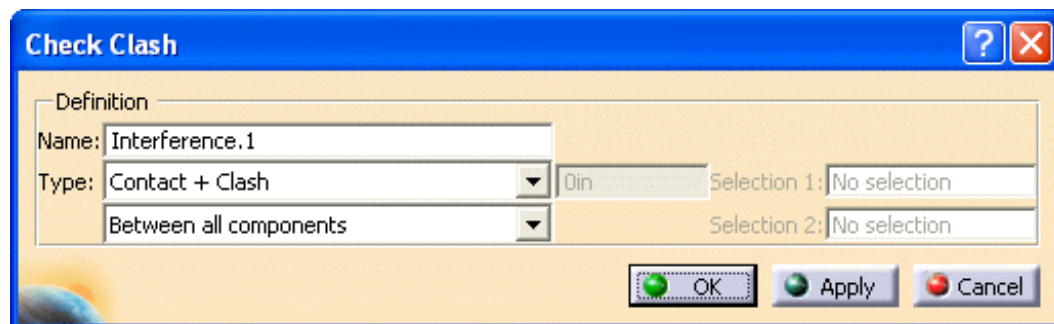 Check Clash
Definition
Name: Interference.1
Type: Contact + Clash 0in Selection 1: No selection
Between all components Selection 2: No selection
OK Apply Cancel